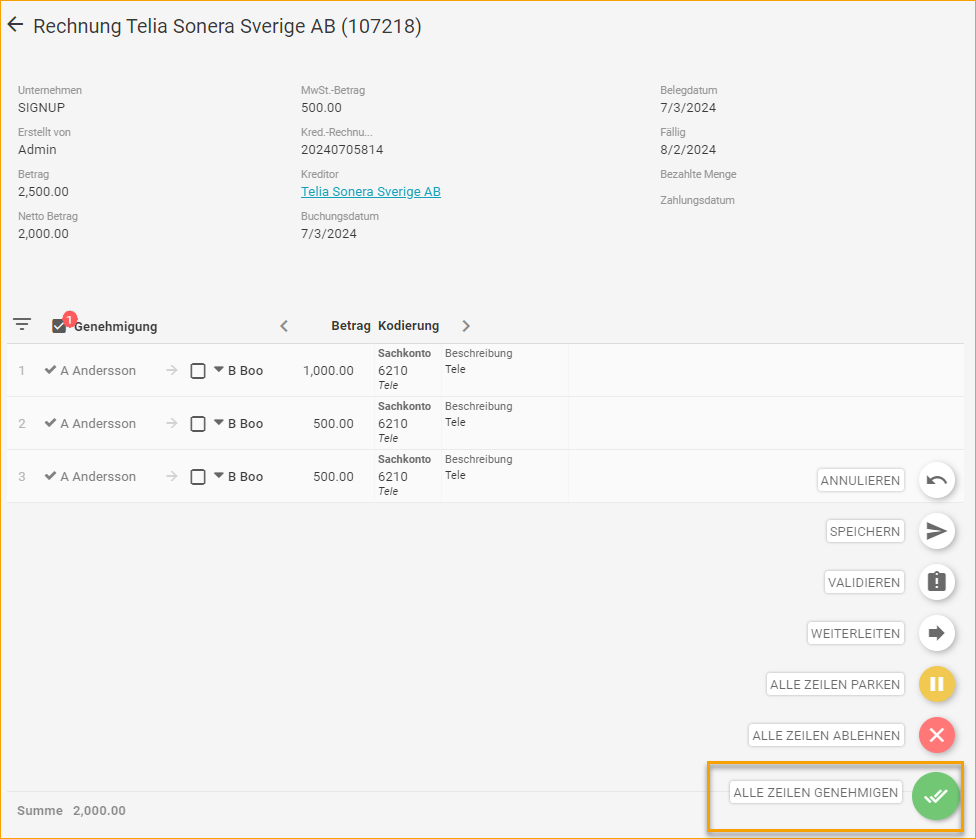 Rechnung Telia Sonera Sverige AB (107218)
Unternehmen MwSt.-Betrag Belegdatum
SIGNUP 500.00 7/3/2024
Erstellt von Kred.-Rechnu... Fällig
Admin 20240705814 8/2/2024
Betrag Kreditor Bezahlte Menge
2,500.00 Telia Sonera Sverige AB
Zahlungsdatum
Netto Betrag Buchungsdatum
2,000.00 7/3/2024
1 Genehmigung Betrag Kodierung
Sachkonto Beschreibung
1 A Andersson B Boo 1,000.00 6210 Tele
Tele
Sachkonto Beschreibung
2 A Andersson B Boo 500.00 6210 Tele
Tele
Sachkonto Beschreibung
3 A Andersson B Boo 500.00 6210 Tele
Tele
ANNULIEREN
SPEICHERN
VALIDIEREN
WEITERLEITEN
ALLE ZEILEN PARKEN
ALLE ZEILEN ABLEHNEN
ALLE ZEILEN GENEHMIGEN
Summe 2,000.00